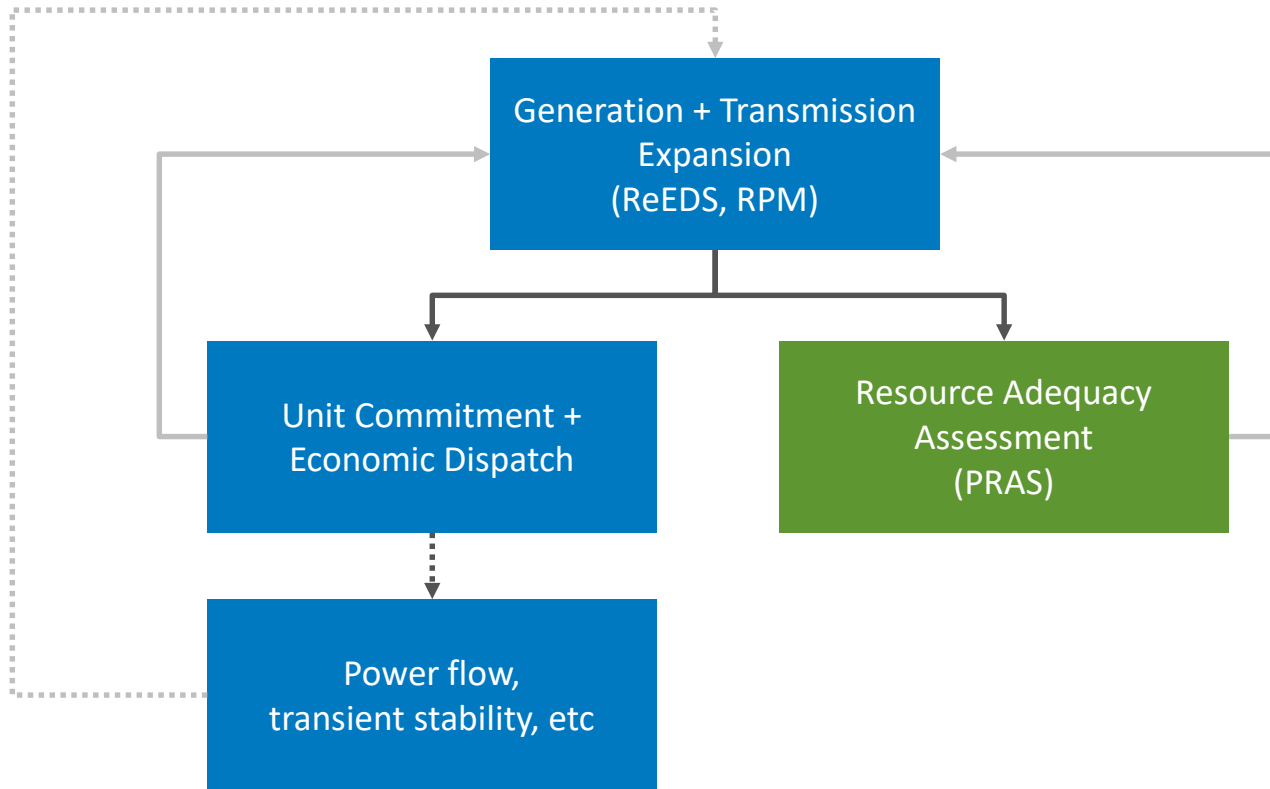 Generation + Transmission
Expansion
(ReEDS, RPM)
Unit Commitment +
Economic Dispatch
Resource Adequacy
Assessment
(PRAS)
Power flow,
transient stability, etc